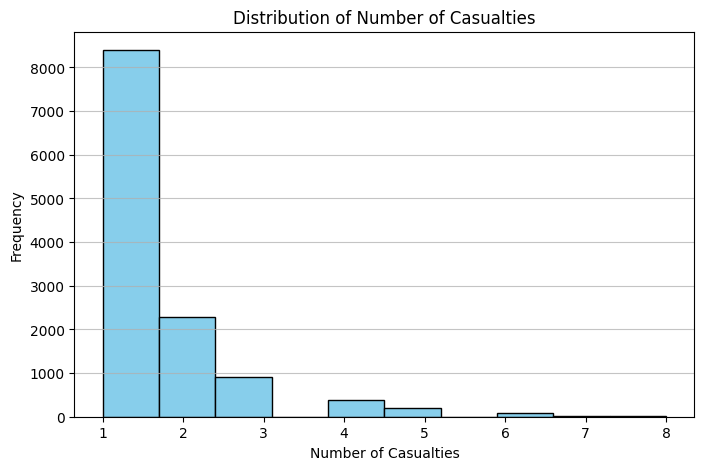 Distribution of Number of Casualties
8000
7000
6000
5000
4000
3000
2000
1000
0
Frequency
1 2 3 4 5 6 7 8
Number of Casualties